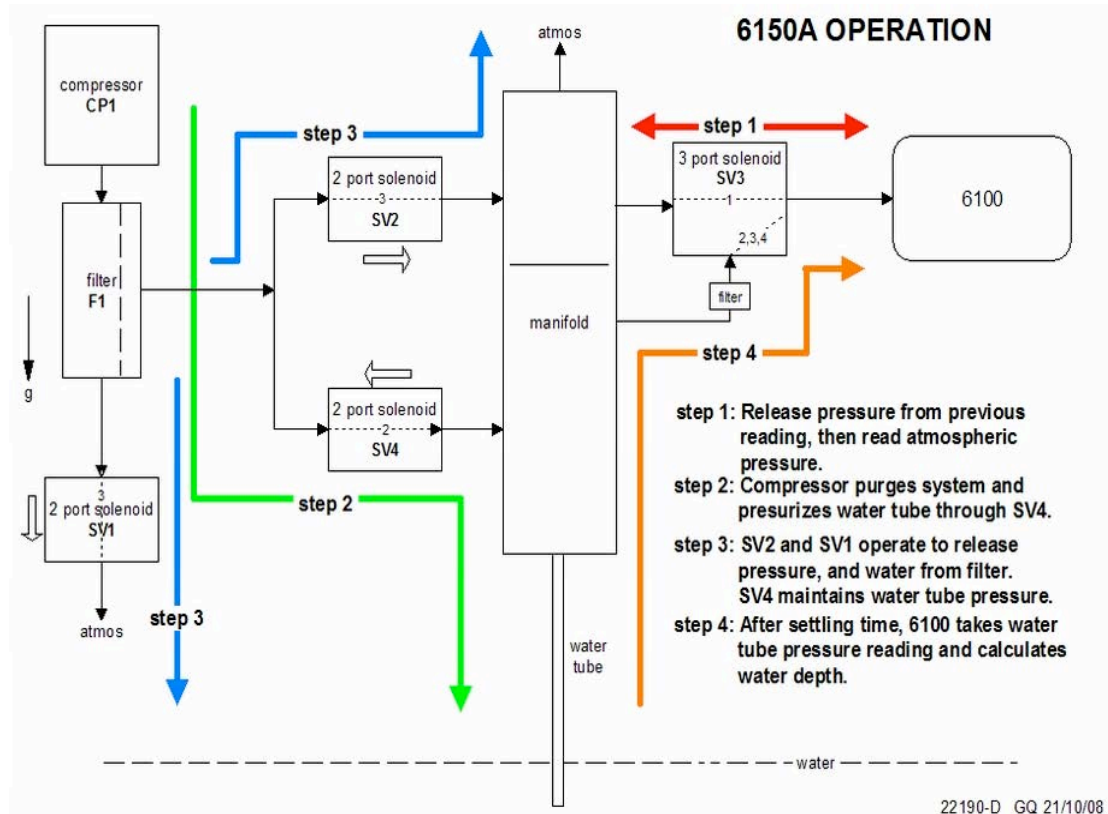 6150A OPERATION
atmos
compressor
CP1
step 3
step 1
2 port solenoid
3
SV2
3 port solenoid
SV3
1
2,3,4
6100
filter
F1
filter
manifold
g
step 4
2 port solenoid
2
SV4
step 1: Release pressure from previous
reading, then read atmospheric
pressure.
step 2: Compressor purges system and
presurizes water tube through SV4.
step 3: SV2 and SV1 operate to release
pressure, and water from filter.
SV4 maintains water tube pressure.
step 4: After settling time, 6100 takes water
tube pressure reading and calculates
water depth.
3
2 port solenoid
SV1
step 2
atmos
step 3
water
tube
water
22190-D GQ 21/10/08